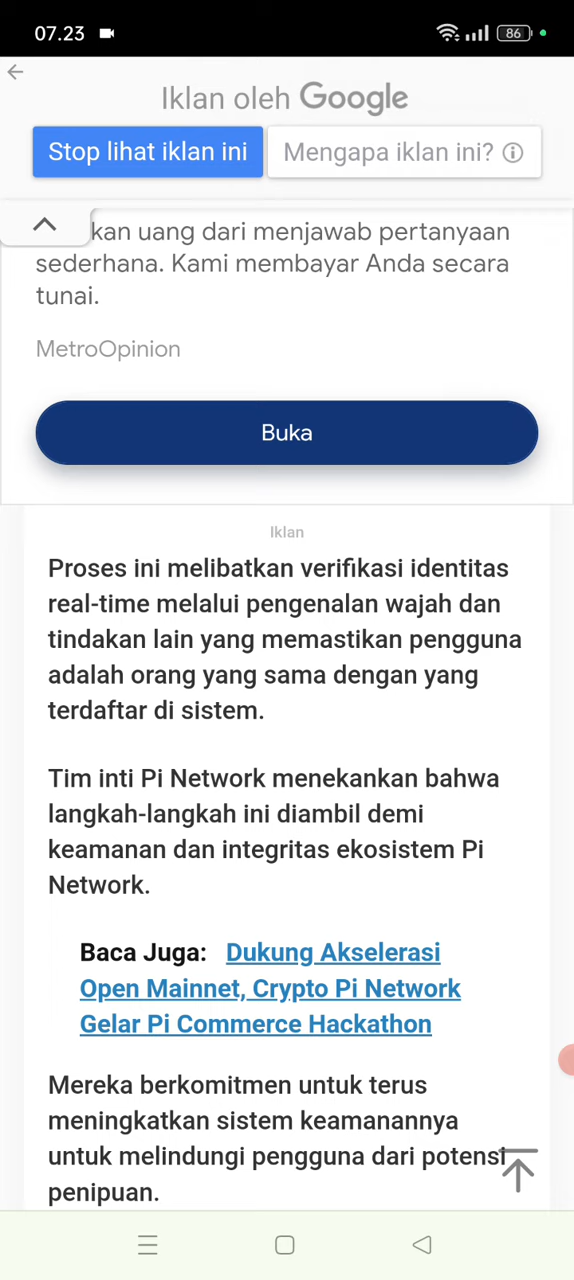 07.23
86
Iklan oleh Google
Stop lihat iklan ini
Mengapa iklan ini?
kan uang dari menjawab pertanyaan
sederhana. Kami membayar Anda secara
tunai.
MetroOpinion
Buka
Iklan
Proses ini melibatkan verifikasi identitas
real-time melalui pengenalan wajah dan
tindakan lain yang memastikan pengguna
adalah orang yang sama dengan yang
terdaftar di sistem.
Tim inti Pi Network menekankan bahwa
langkah-langkah ini diambil demi
keamanan dan integritas ekosistem Pi
Network.
Baca Juga: Dukung Akselerasi
Open Mainnet, Crypto Pi Network
Gelar Pi Commerce Hackathon
Mereka berkomitmen untuk terus
meningkatkan sistem keamanannya
untuk melindungi pengguna dari potensi
penipuan.